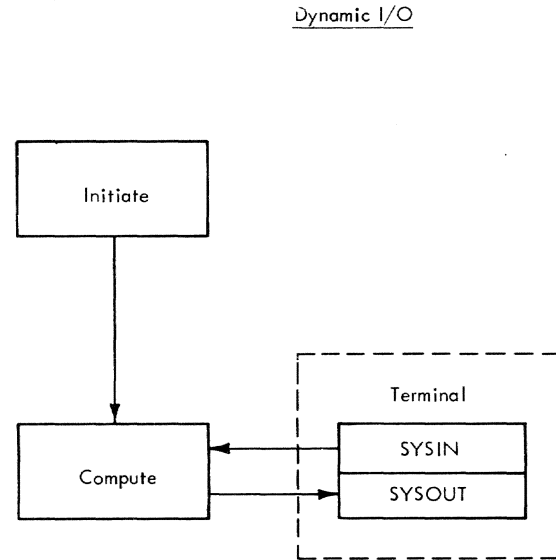 Dynamic I/O
Initiate
Terminal
SYSIN
Compute
SYSOUT